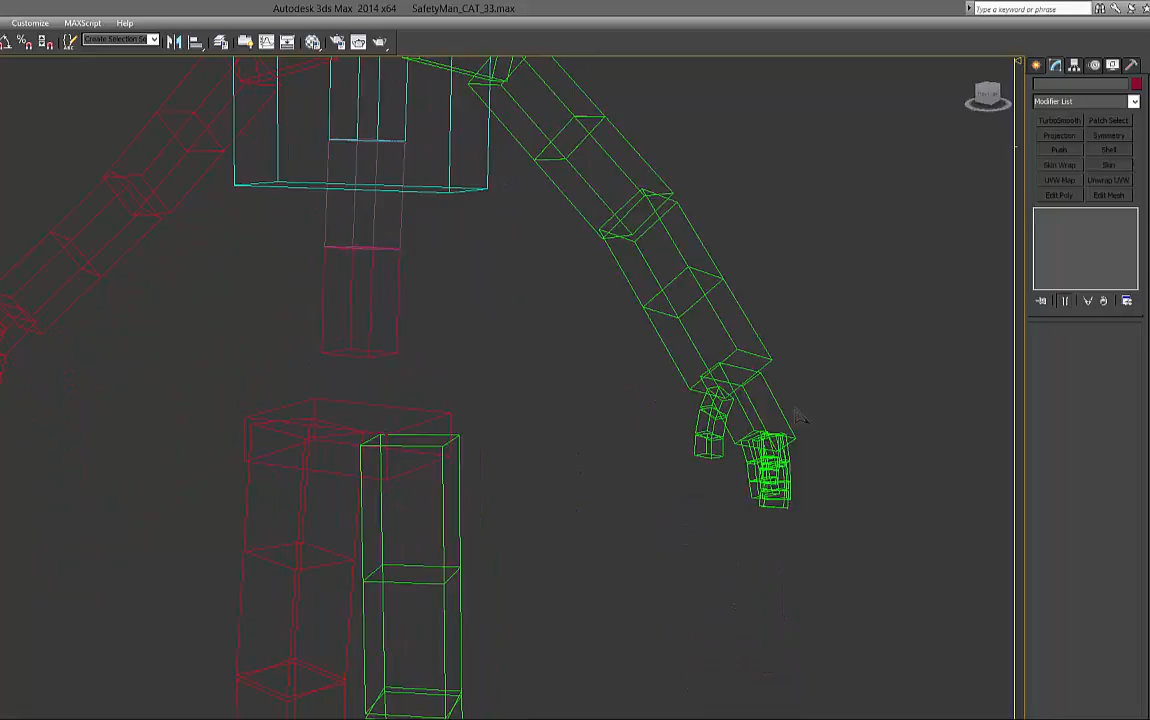 Autodesk 3ds Max 2014 x64 SafetyMan_CAT_33.max
Type a keyword or phrase
Customize MAXScript Help
Create Selection Se
Modifier List
TurboSmooth Patch Select
Projection Symmetry
Push Shell
Skin Wrap Skin
UVW Map Unwrap UVW
Edit Poly Edit Mesh